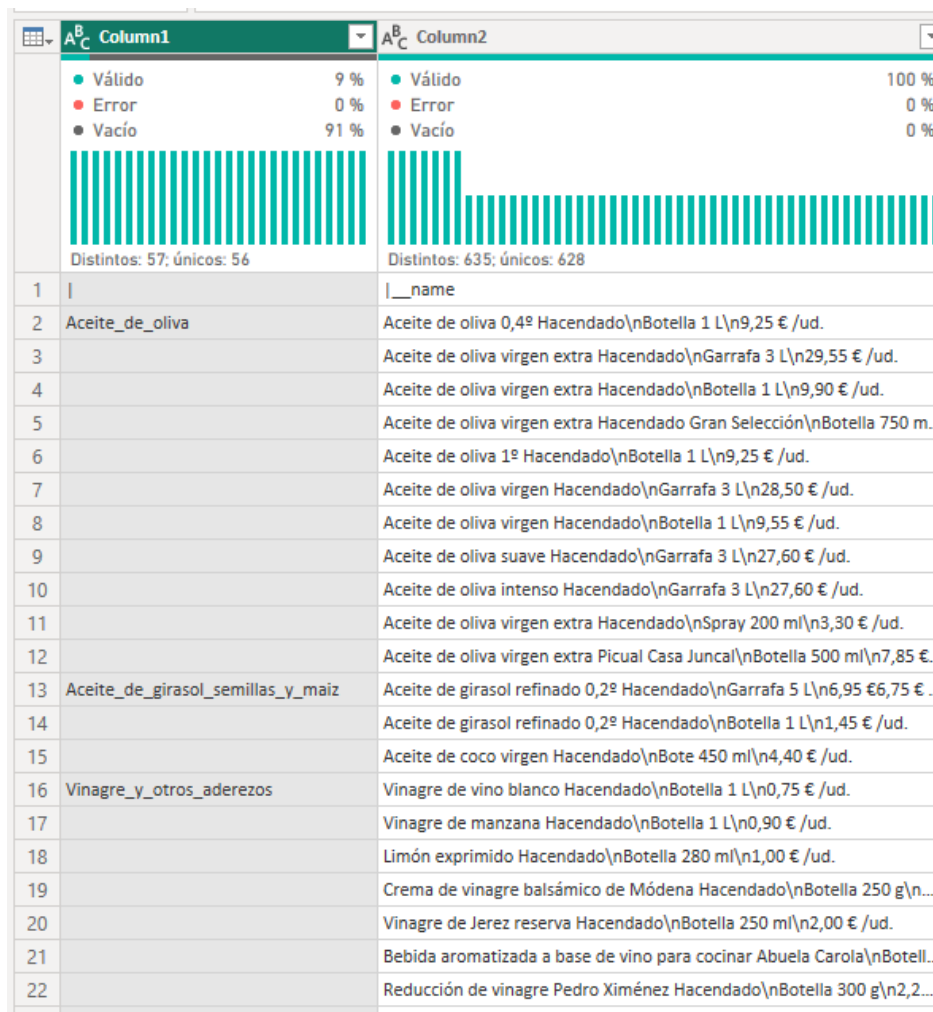 ABC Column1 ABC Column2
Válido 9 % Válido 100 %
Error 0 % Error 0 %
Vacío 91 % Vacío 0 %
Distintos: 57; únicos: 56 Distintos: 635; únicos: 628
1 | |__name
2 Aceite_de_oliva Aceite de oliva 0,4º Hacendado\nBotella 1 L\n9,25 € /ud.
3 Aceite de oliva virgen extra Hacendado\nGarrafa 3 L\n29,55 € /ud.
4 Aceite de oliva virgen extra Hacendado\nBotella 1 L\n9,90 € /ud.
5 Aceite de oliva virgen extra Hacendado Gran Selección\nBotella 750 m..
6 Aceite de oliva 1º Hacendado\nBotella 1 L\n9,25 € /ud.
7 Aceite de oliva virgen Hacendado\nGarrafa 3 L\n28,50 € /ud.
8 Aceite de oliva virgen Hacendado\nBotella 1 L\n9,55 € /ud.
9 Aceite de oliva suave Hacendado\nGarrafa 3 L\n27,60 € /ud.
10 Aceite de oliva intenso Hacendado\nGarrafa 3 L\n27,60 € /ud.
11 Aceite de oliva virgen extra Hacendado\nSpray 200 ml\n3,30 € /ud.
12 Aceite de oliva virgen extra Picual Casa Juncal\nBotella 500 ml\n7,85 €..
13 Aceite_de_girasol_semillas_y_maiz Aceite de girasol refinado 0,2º Hacendado\nGarrafa 5 L\n6,95 €6,75 € ..
14 Aceite de girasol refinado 0,2º Hacendado\nBotella 1 L\n1,45 € /ud.
15 Aceite de coco virgen Hacendado\nBote 450 ml\n4,40 € /ud.
16 Vinagre_y_otros_aderezos Vinagre de vino blanco Hacendado\nBotella 1 L\n0,75 € /ud.
17 Vinagre de manzana Hacendado\nBotella 1 L\n0,90 € /ud.
18 Limón exprimido Hacendado\nBotella 280 ml\n1,00 € /ud.
19 Crema de vinagre balsámico de Módena Hacendado\nBotella 250 g\n...
20 Vinagre de Jerez reserva Hacendado\nBotella 250 ml\n2,00 € /ud.
21 Bebida aromatizada a base de vino para cocinar Abuela Carola\nBotell..
22 Reducción de vinagre Pedro Ximénez Hacendado\nBotella 300 g\n2,2...